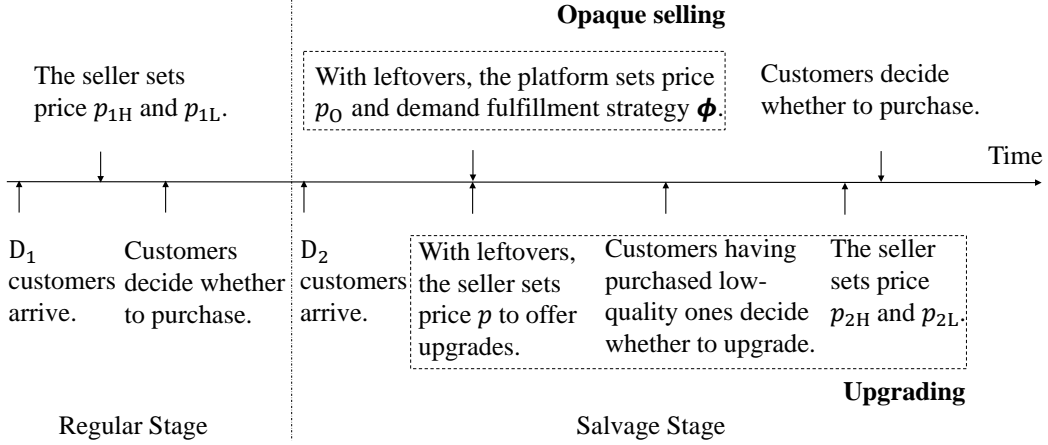 Opaque selling
The seller sets
price p₁H and p₁L.
With leftovers, the platform sets price
p_O and demand fulfillment strategy ϕ.
Customers decide
whether to purchase.
Time
D₁
customers
arrive.
Customers
decide whether
to purchase.
D₂
customers
arrive.
With leftovers,
the seller sets
price p to offer
upgrades.
Customers having
purchased low-
quality ones decide
whether to upgrade.
The seller
sets price
p₂H and p₂L.
Upgrading
Regular Stage
Salvage Stage